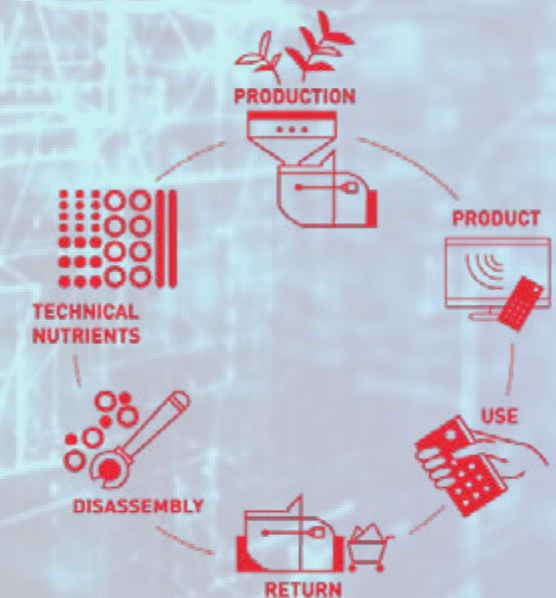 PRODUCTION
PRODUCT
USE
RETURN
DISASSEMBLY
TECHNICAL
NUTRIENTS